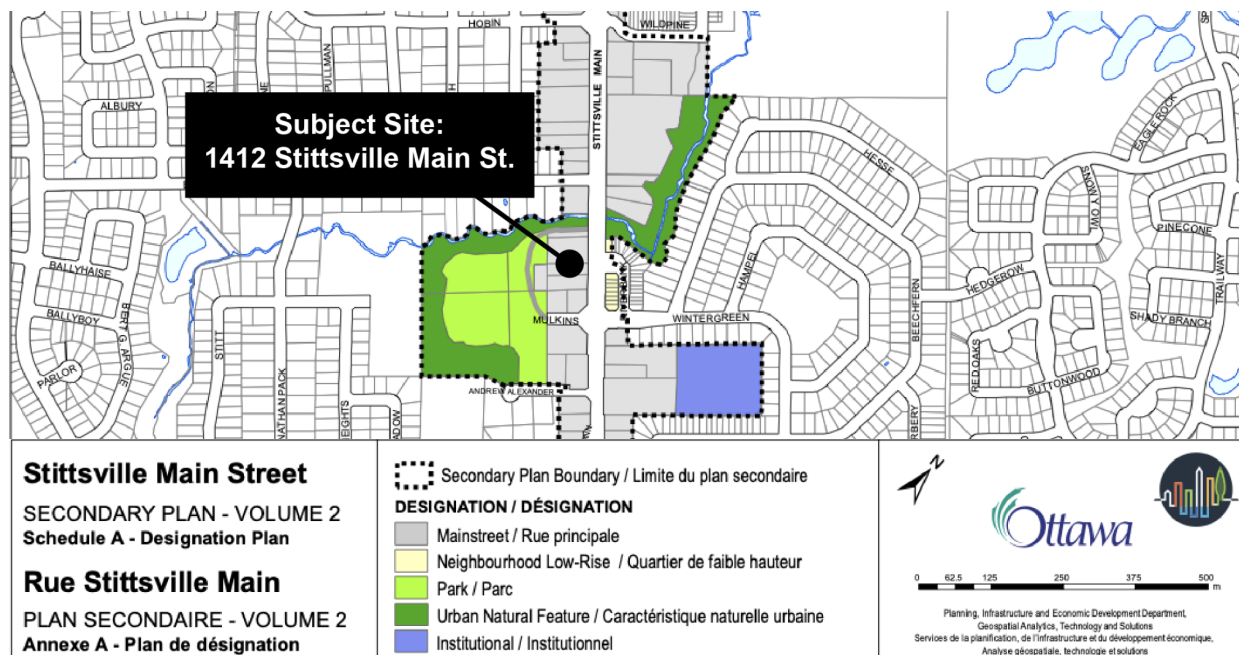 HOBIN
WILDPINE
PULLMAN
ALBURY
STITTSVILLE MAIN
EAGLE ROCK
Subject Site:
1412 Stittsville Main St.
HESSE
SNOWY OWL
PINECONE
BALLYHAISE
HAMPEL
HEDGEROW
TRAILWAY
BALLYBOY
BERT G. ARGUE
MULKINS
WINTERGREEN
BEECHFERN
SHADY BRANCH
STITT
PARLOR
NATHAN PACK
RED OAKS
BUTTONWOOD
ANDREW ALEXANDER
Stittsville Main Street
SECONDARY PLAN - VOLUME 2
Schedule A - Designation Plan
Rue Stittsville Main
PLAN SECONDAIRE - VOLUME 2
Annexe A - Plan de désignation
Secondary Plan Boundary / Limite du plan secondaire
DESIGNATION / DÉSIGNATION
Mainstreet / Rue principale
Neighbourhood Low-Rise / Quartier de faible hauteur
Park / Parc
Urban Natural Feature / Caractéristique naturelle urbaine
Institutional / Institutionnel
N
Ottawa
0 62.5 125 250 375 500
m
Planning, Infrastructure and Economic Development Department,
Geospatial Analytics, Technology and Solutions
Services de la planification, de l'infrastructure et du développement économique,
Analyse géospatiale, technologie et solutions